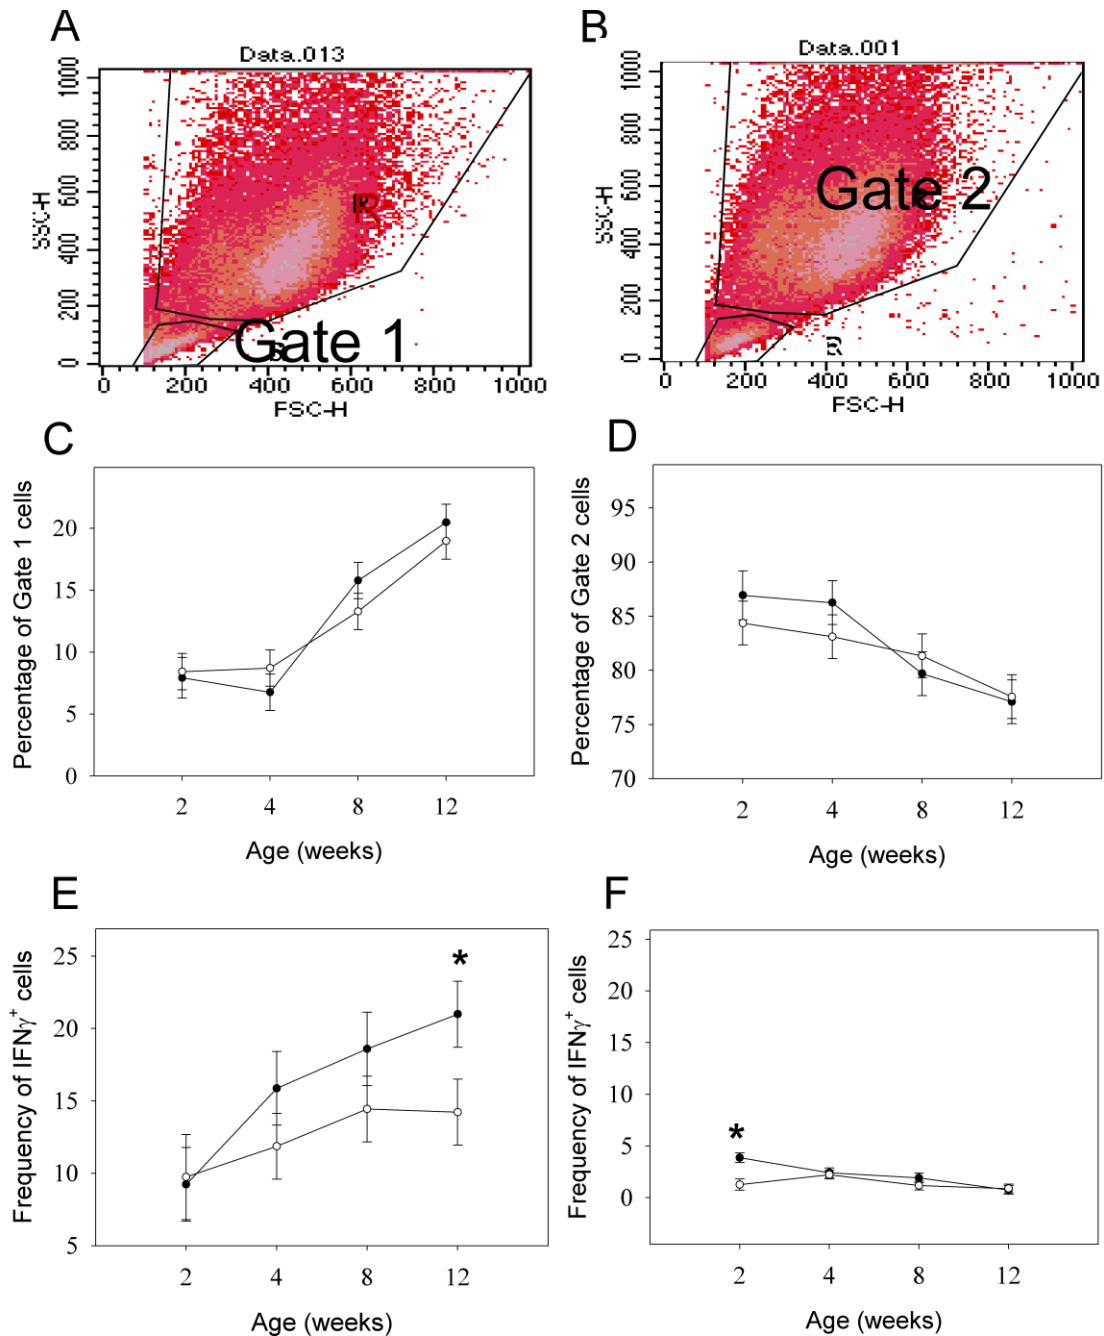 A
Data.013
1000
800
600
400
200
0
SSC-H
Gate 1
0 200 400 600 800 1000
FSC-H
B
Data.001
1000
800
600
400
200
0
SSC-H
Gate 2
R
0 200 400 600 800 1000
FSC-H
C
20
15
10
5
0
Percentage of Gate 1 cells
2 4 8 12
Age (weeks)
D
95
90
85
80
75
70
Percentage of Gate 2 cells
2 4 8 12
Age (weeks)
E
25
20
15
10
5
Frequency of IFNγ+ cells
*
2 4 8 12
Age (weeks)
F
25
20
15
10
5
0
Frequency of IFNγ+ cells
*
2 4 8 12
Age (weeks)